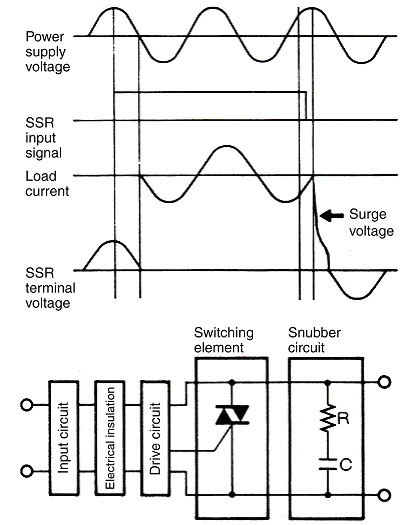 Power
supply
voltage
SSR
input
signal
Load
current
Surge
voltage
SSR
terminal
voltage
Switching
element
Snubber
circuit
Input circuit
Electrical insulation
Drive circuit
R
C